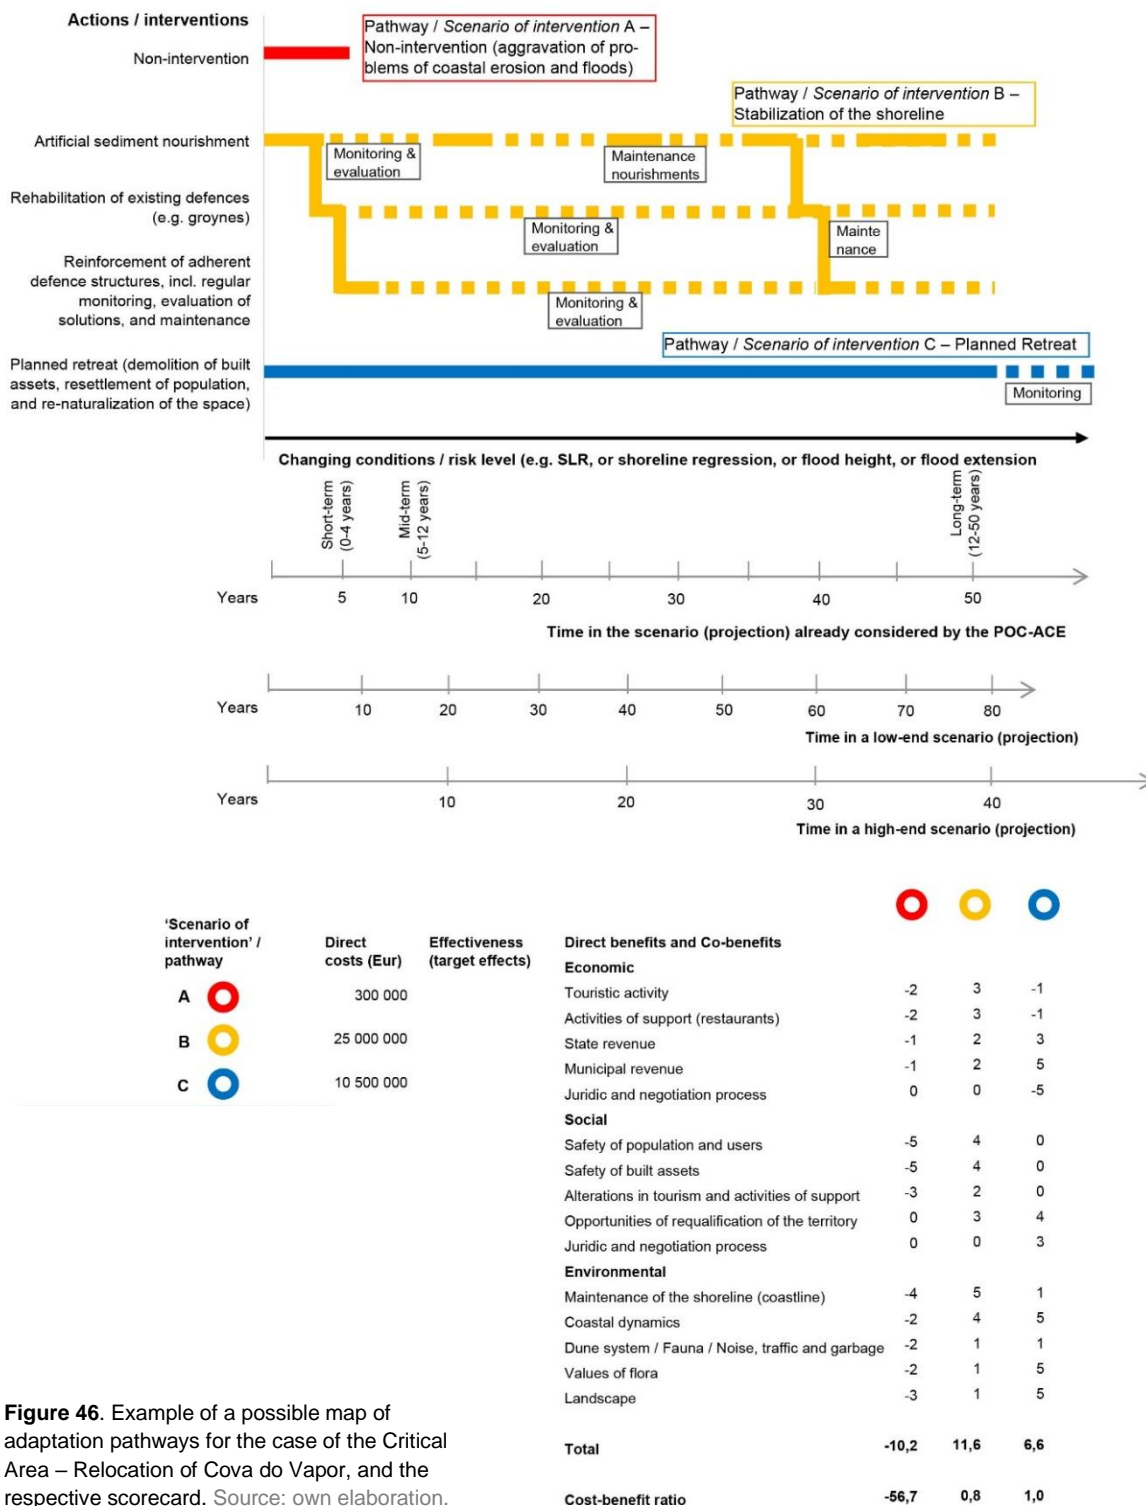 Actions / interventions
Non-intervention
Pathway / Scenario of intervention A –
Non-intervention (aggravation of pro-
blems of coastal erosion and floods)
Pathway / Scenario of intervention B –
Stabilization of the shoreline
Artificial sediment nourishment
Monitoring &
evaluation
Maintenance
nourishments
Rehabilitation of existing defences
(e.g. groynes)
Monitoring &
evaluation
Mainte
nance
Reinforcement of adherent
defence structures, incl. regular
monitoring, evaluation of
solutions, and maintenance
Monitoring &
evaluation
Pathway / Scenario of intervention C – Planned Retreat
Planned retreat (demolition of built
assets, resettlement of population,
and re-naturalization of the space)
Monitoring
Changing conditions / risk level (e.g. SLR, or shoreline regression, or flood height, or flood extension
Short-term
(0-4 years)
Mid-term
(5-12 years)
Long-term
(12-50 years)
Years 5 10 20 30 40 50
Time in the scenario (projection) already considered by the POC-ACE
Years 10 20 30 40 50 60 70 80
Time in a low-end scenario (projection)
Years 10 20 30 40
Time in a high-end scenario (projection)
‘Scenario of
intervention’ /
pathway
Direct
costs (Eur)
Effectiveness
(target effects)
A 300 000
B 25 000 000
C 10 500 000
Direct benefits and Co-benefits
Economic
Touristic activity -2 3 -1
Activities of support (restaurants) -2 3 -1
State revenue -1 2 3
Municipal revenue -1 2 5
Juridic and negotiation process 0 0 -5
Social
Safety of population and users -5 4 0
Safety of built assets -5 4 0
Alterations in tourism and activities of support -3 2 0
Opportunities of requalification of the territory 0 3 4
Juridic and negotiation process 0 0 3
Environmental
Maintenance of the shoreline (coastline) -4 5 1
Coastal dynamics -2 4 5
Dune system / Fauna / Noise, traffic and garbage -2 1 1
Values of flora -2 1 5
Landscape -3 1 5
Total -10,2 11,6 6,6
Cost-benefit ratio -56,7 0,8 1,0
Figure 46. Example of a possible map of
adaptation pathways for the case of the Critical
Area – Relocation of Cova do Vapor, and the
respective scorecard. Source: own elaboration.